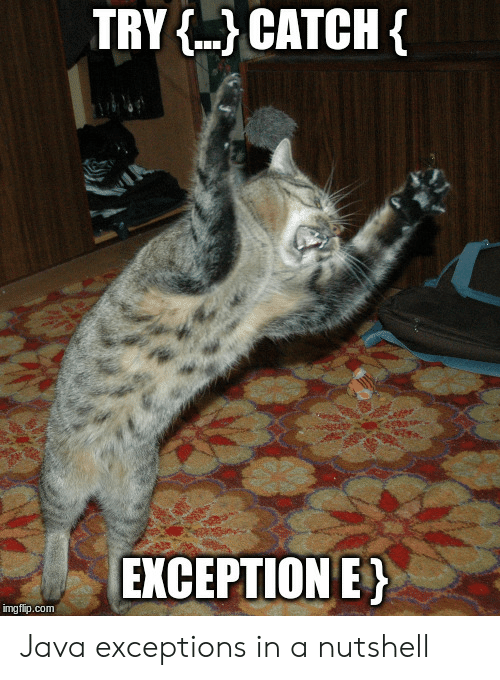 TRY {...} CATCH {
EXCEPTION E }
imgflip.com
Java exceptions in a nutshell